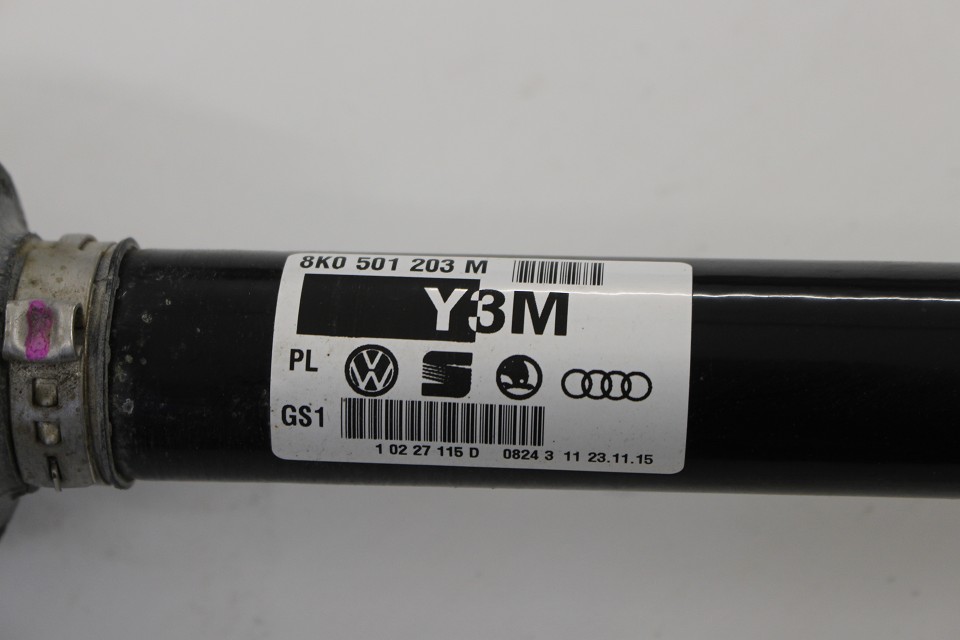 8K0 501 203 M
Y3M
PL
GS1
1 02 27 115 D 0824 3 11 23.11.15